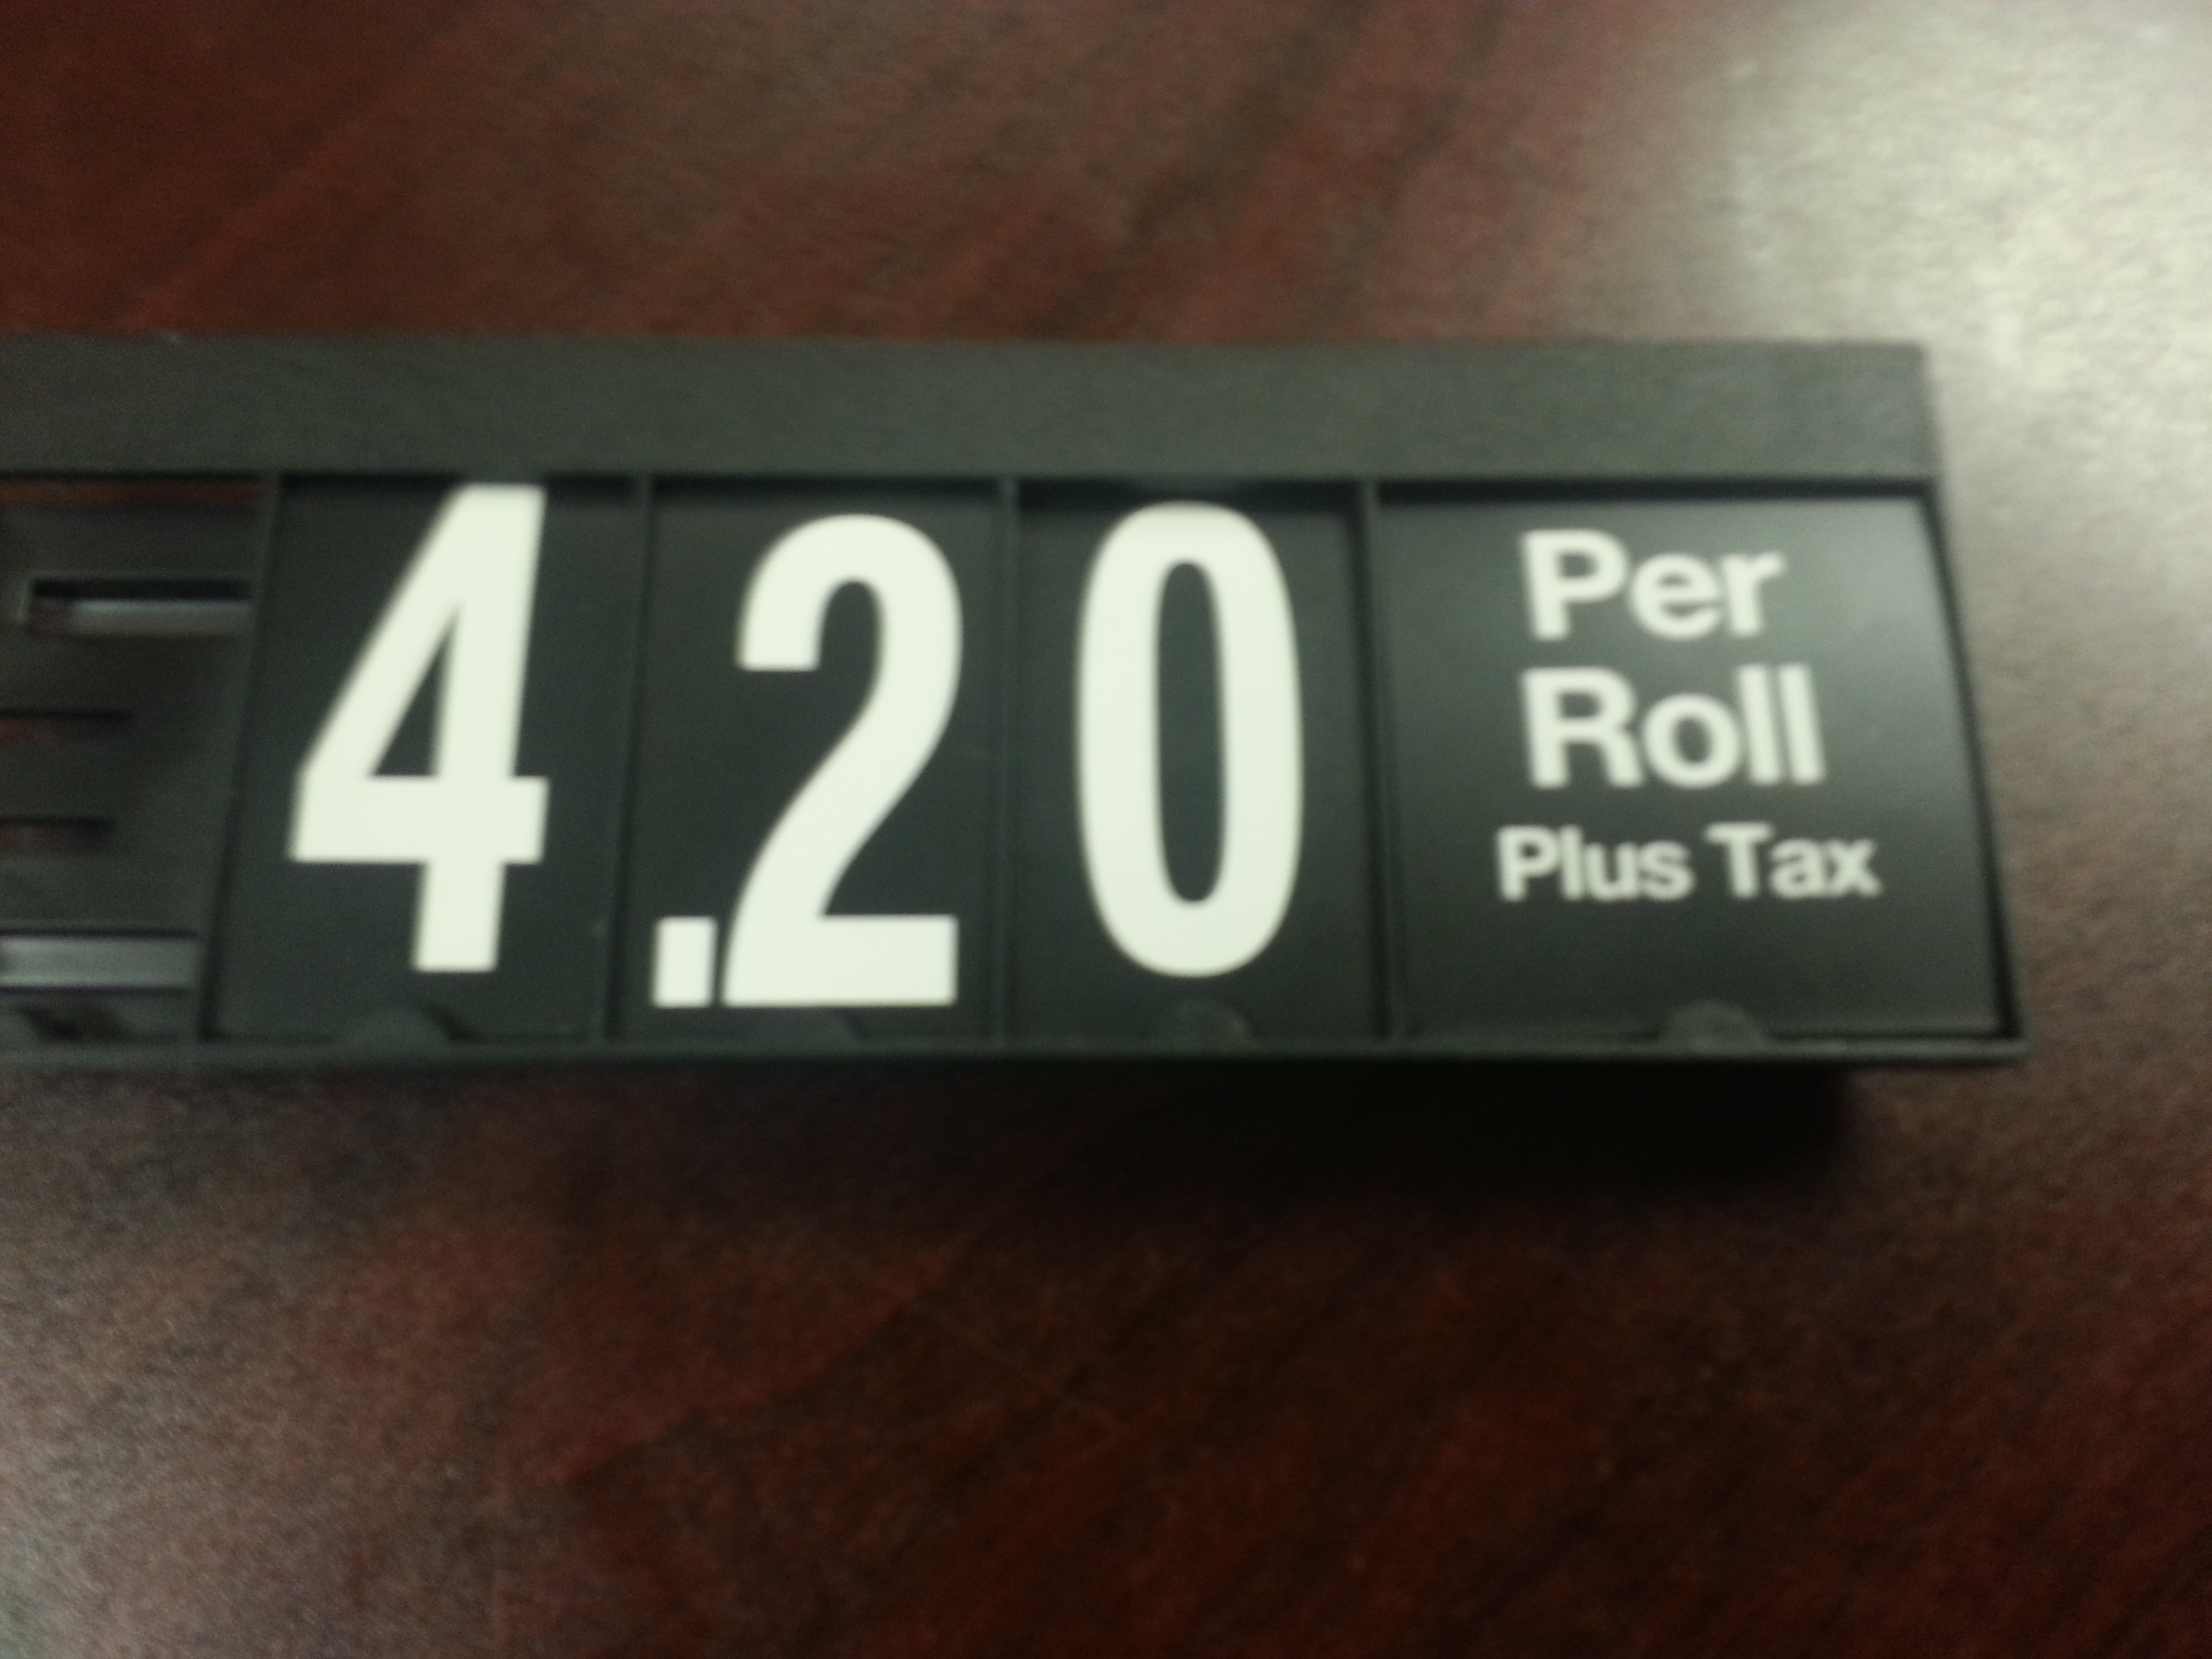 4.20
Per
Roll
Plus Tax